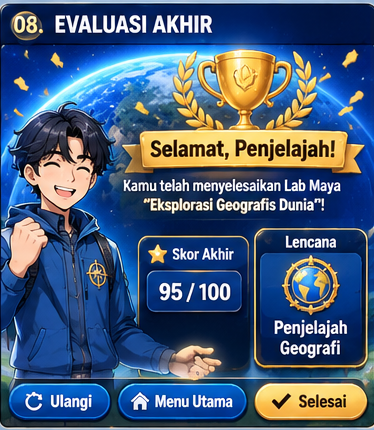 08. EVALUASI AKHIR
Selamat, Penjelajah!
Kamu telah menyelesaikan Lab Maya
"Eksplorasi Geografis Dunia"!
Skor Akhir
95 / 100
Lencana
Penjelajah
Geografi
Ulangi
Menu Utama
Selesai